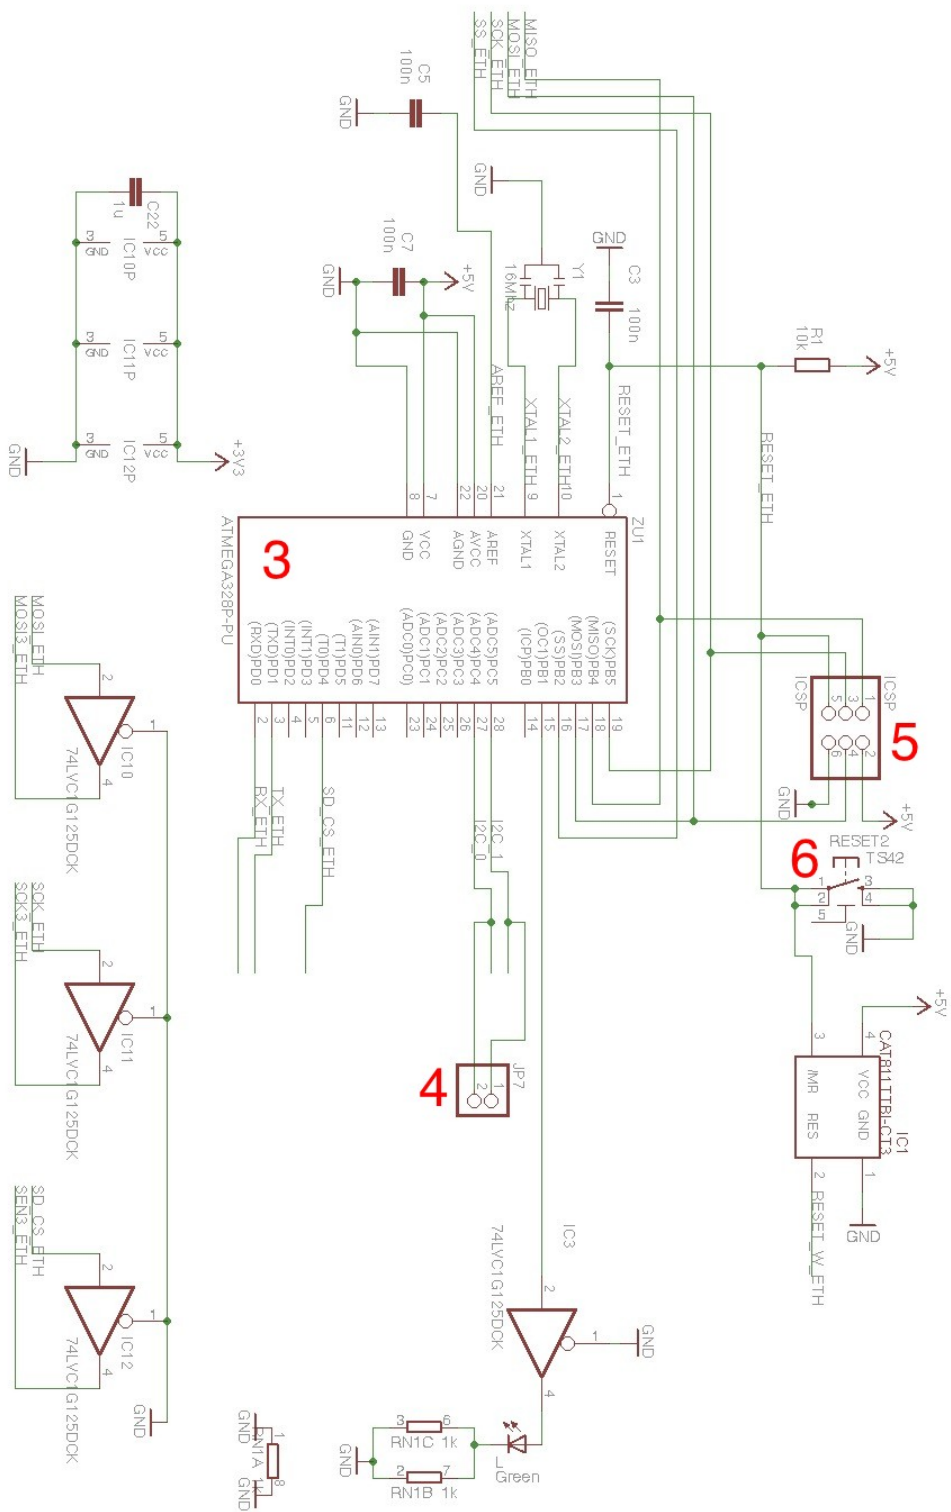 MISO_ETH
MOSI_ETH
SCK_ETH
SS_ETH
C5
100n
GND
GND
C22
1u
3
GND
IC10P
5
VCC
3
GND
IC11P
5
VCC
3
GND
IC12P
5
VCC
GND
+3V3
C7
100n
GND
+5V
Y1
16Mhz
GND
C3
100n
R1
10k
+5V
AREF_ETH
XTAL1_ETH
XTAL2_ETH
RESET_ETH
RESET_ETH
8
7
22
20
21
9
10
1
ZU1
ATMEGA328P-PU
3
GND
VCC
AGND
AVCC
AREF
XTAL1
XTAL2
RESET
(RXD)PD0
(TXD)PD1
(INT0)PD2
(INT1)PD3
(T0)PD4
(T1)PD5
(AIN0)PD6
(AIN1)PD7
(ADC0)PC0
(ADC1)PC1
(ADC2)PC2
(ADC3)PC3
(ADC4)PC4
(ADC5)PC5
(ICP)PB0
(OC1)PB1
(SS)PB2
(MOSI)PB3
(MISO)PB4
(SCK)PB5
2
3
4
5
6
11
12
13
23
24
25
26
27
28
14
15
16
17
18
19
RX_ETH
TX_ETH
SD_CS_ETH
I2C_0
I2C_1
ICSP
ICSP
1
3
5
2
4
6
5
GND
+5V
RESET2
TS42
6
1
2
3
4
5
GND
+5V
CAT811TTBI-GT3
IC1
3
4
/MR
VCC
RES
GND
2
1
RESET_W_ETH
GND
4
JP7
1
2
MOSI_ETH
MOSI3_ETH
2
1
4
IC10
74LVC1G125DCK
SCK_ETH
SCK3_ETH
2
1
4
IC11
74LVC1G125DCK
SD_CS_ETH
SEN3_ETH
2
1
4
IC12
74LVC1G125DCK
GND
IC3
74LVC1G125DCK
2
1
4
GND
L
Green
3
6
RN1C 1k
2
7
RN1B 1k
GND
GND
1
RN1A 1k
8
GND